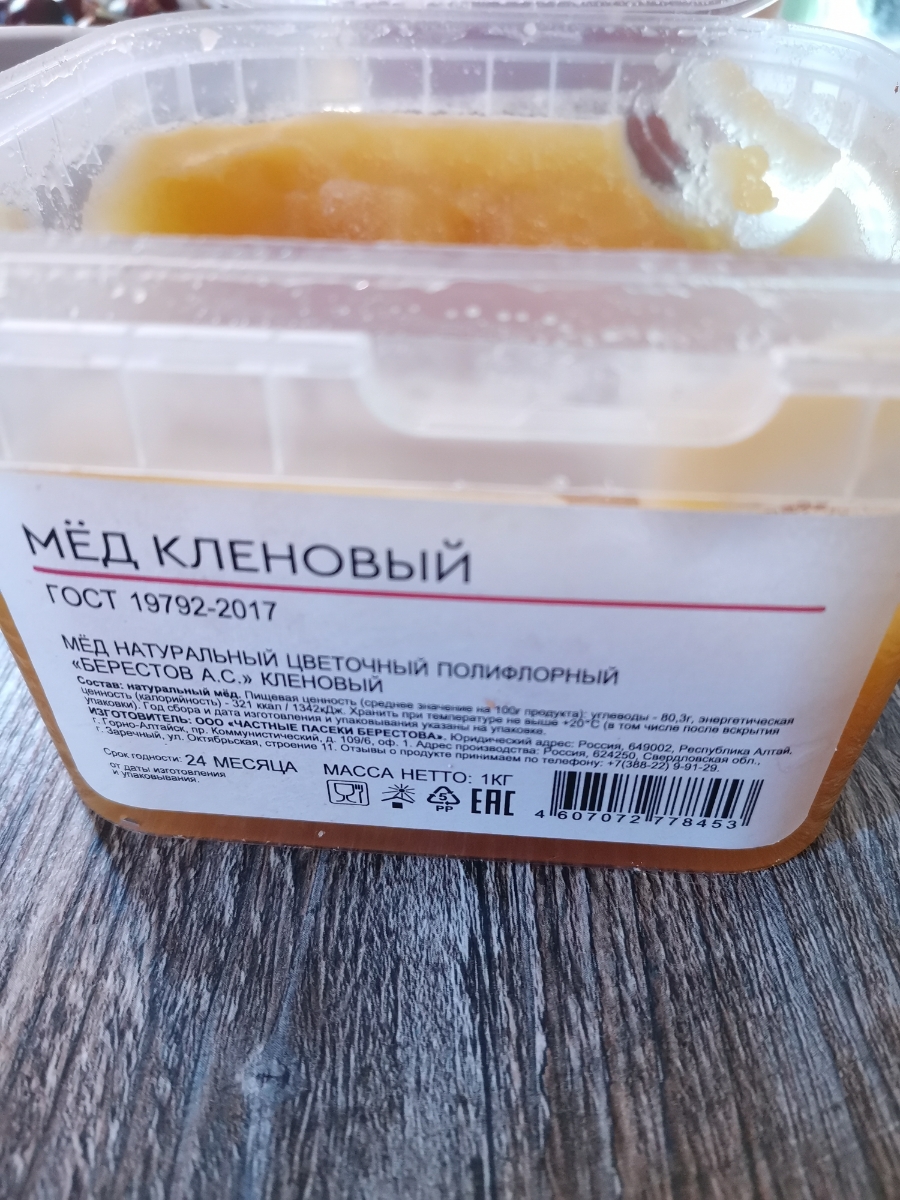 МЁД КЛЕНОВЫЙ
ГОСТ 19792-2017
МЁД НАТУРАЛЬНЫЙ ЦВЕТОЧНЫЙ ПОЛИФЛОРНЫЙ
«БЕРЕСТОВ А.С.» КЛЕНОВЫЙ
Состав: натуральный мёд. Пищевая ценность (среднее значение на 100г продукта): углеводы - 80,3г, энергетическая
ценность (калорийность) - 321 ккал / 1342кДж. Хранить при температуре не выше +20°С (в том числе после вскрытия
упаковки). Год сбора и дата изготовления и упаковывания указаны на упаковке.
ИЗГОТОВИТЕЛЬ: ООО «ЧАСТНЫЕ ПАСЕКИ БЕРЕСТОВА». Юридический адрес: Россия, 649002, Республика Алтай,
г. Горно-Алтайск, пр. Коммунистический, д. 109/6, оф. 1. Адрес производства: Россия, 624250, Свердловская обл.,
г. Заречный, ул. Октябрьская, строение 11. Отзывы о продукте принимаем по телефону: +7(388-22) 9-91-29.
Срок годности: 24 МЕСЯЦА
от даты изготовления
и упаковывания.
МАССА НЕТТО: 1КГ
5
PP
EAC
4 607072 778453